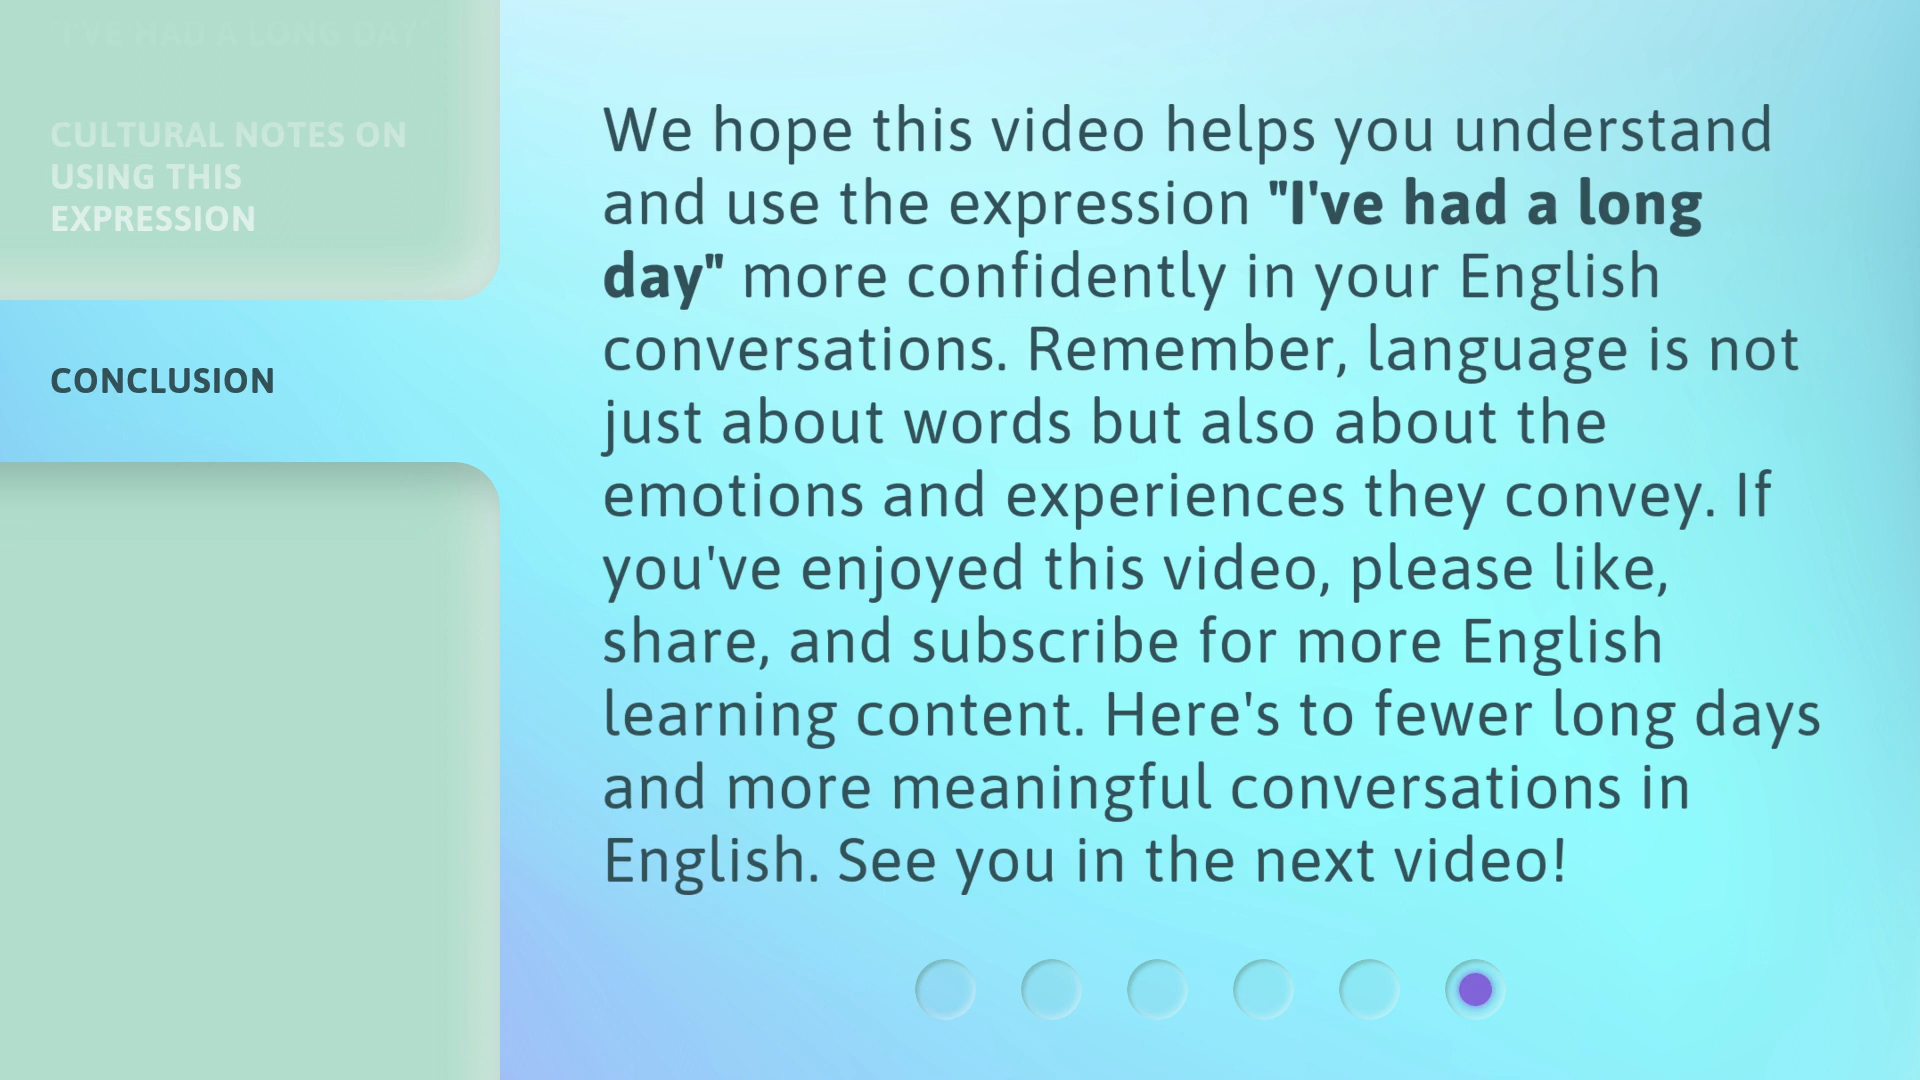 I'VE HAD A LONG DAY"
CULTURAL NOTES ON
USING THIS
EXPRESSION
CONCLUSION
We hope this video helps you understand
and use the expression "I've had a long
day" more confidently in your English
conversations. Remember, language is not
just about words but also about the
emotions and experiences they convey. If
you've enjoyed this video, please like,
share, and subscribe for more English
learning content. Here's to fewer long days
and more meaningful conversations in
English. See you in the next video!